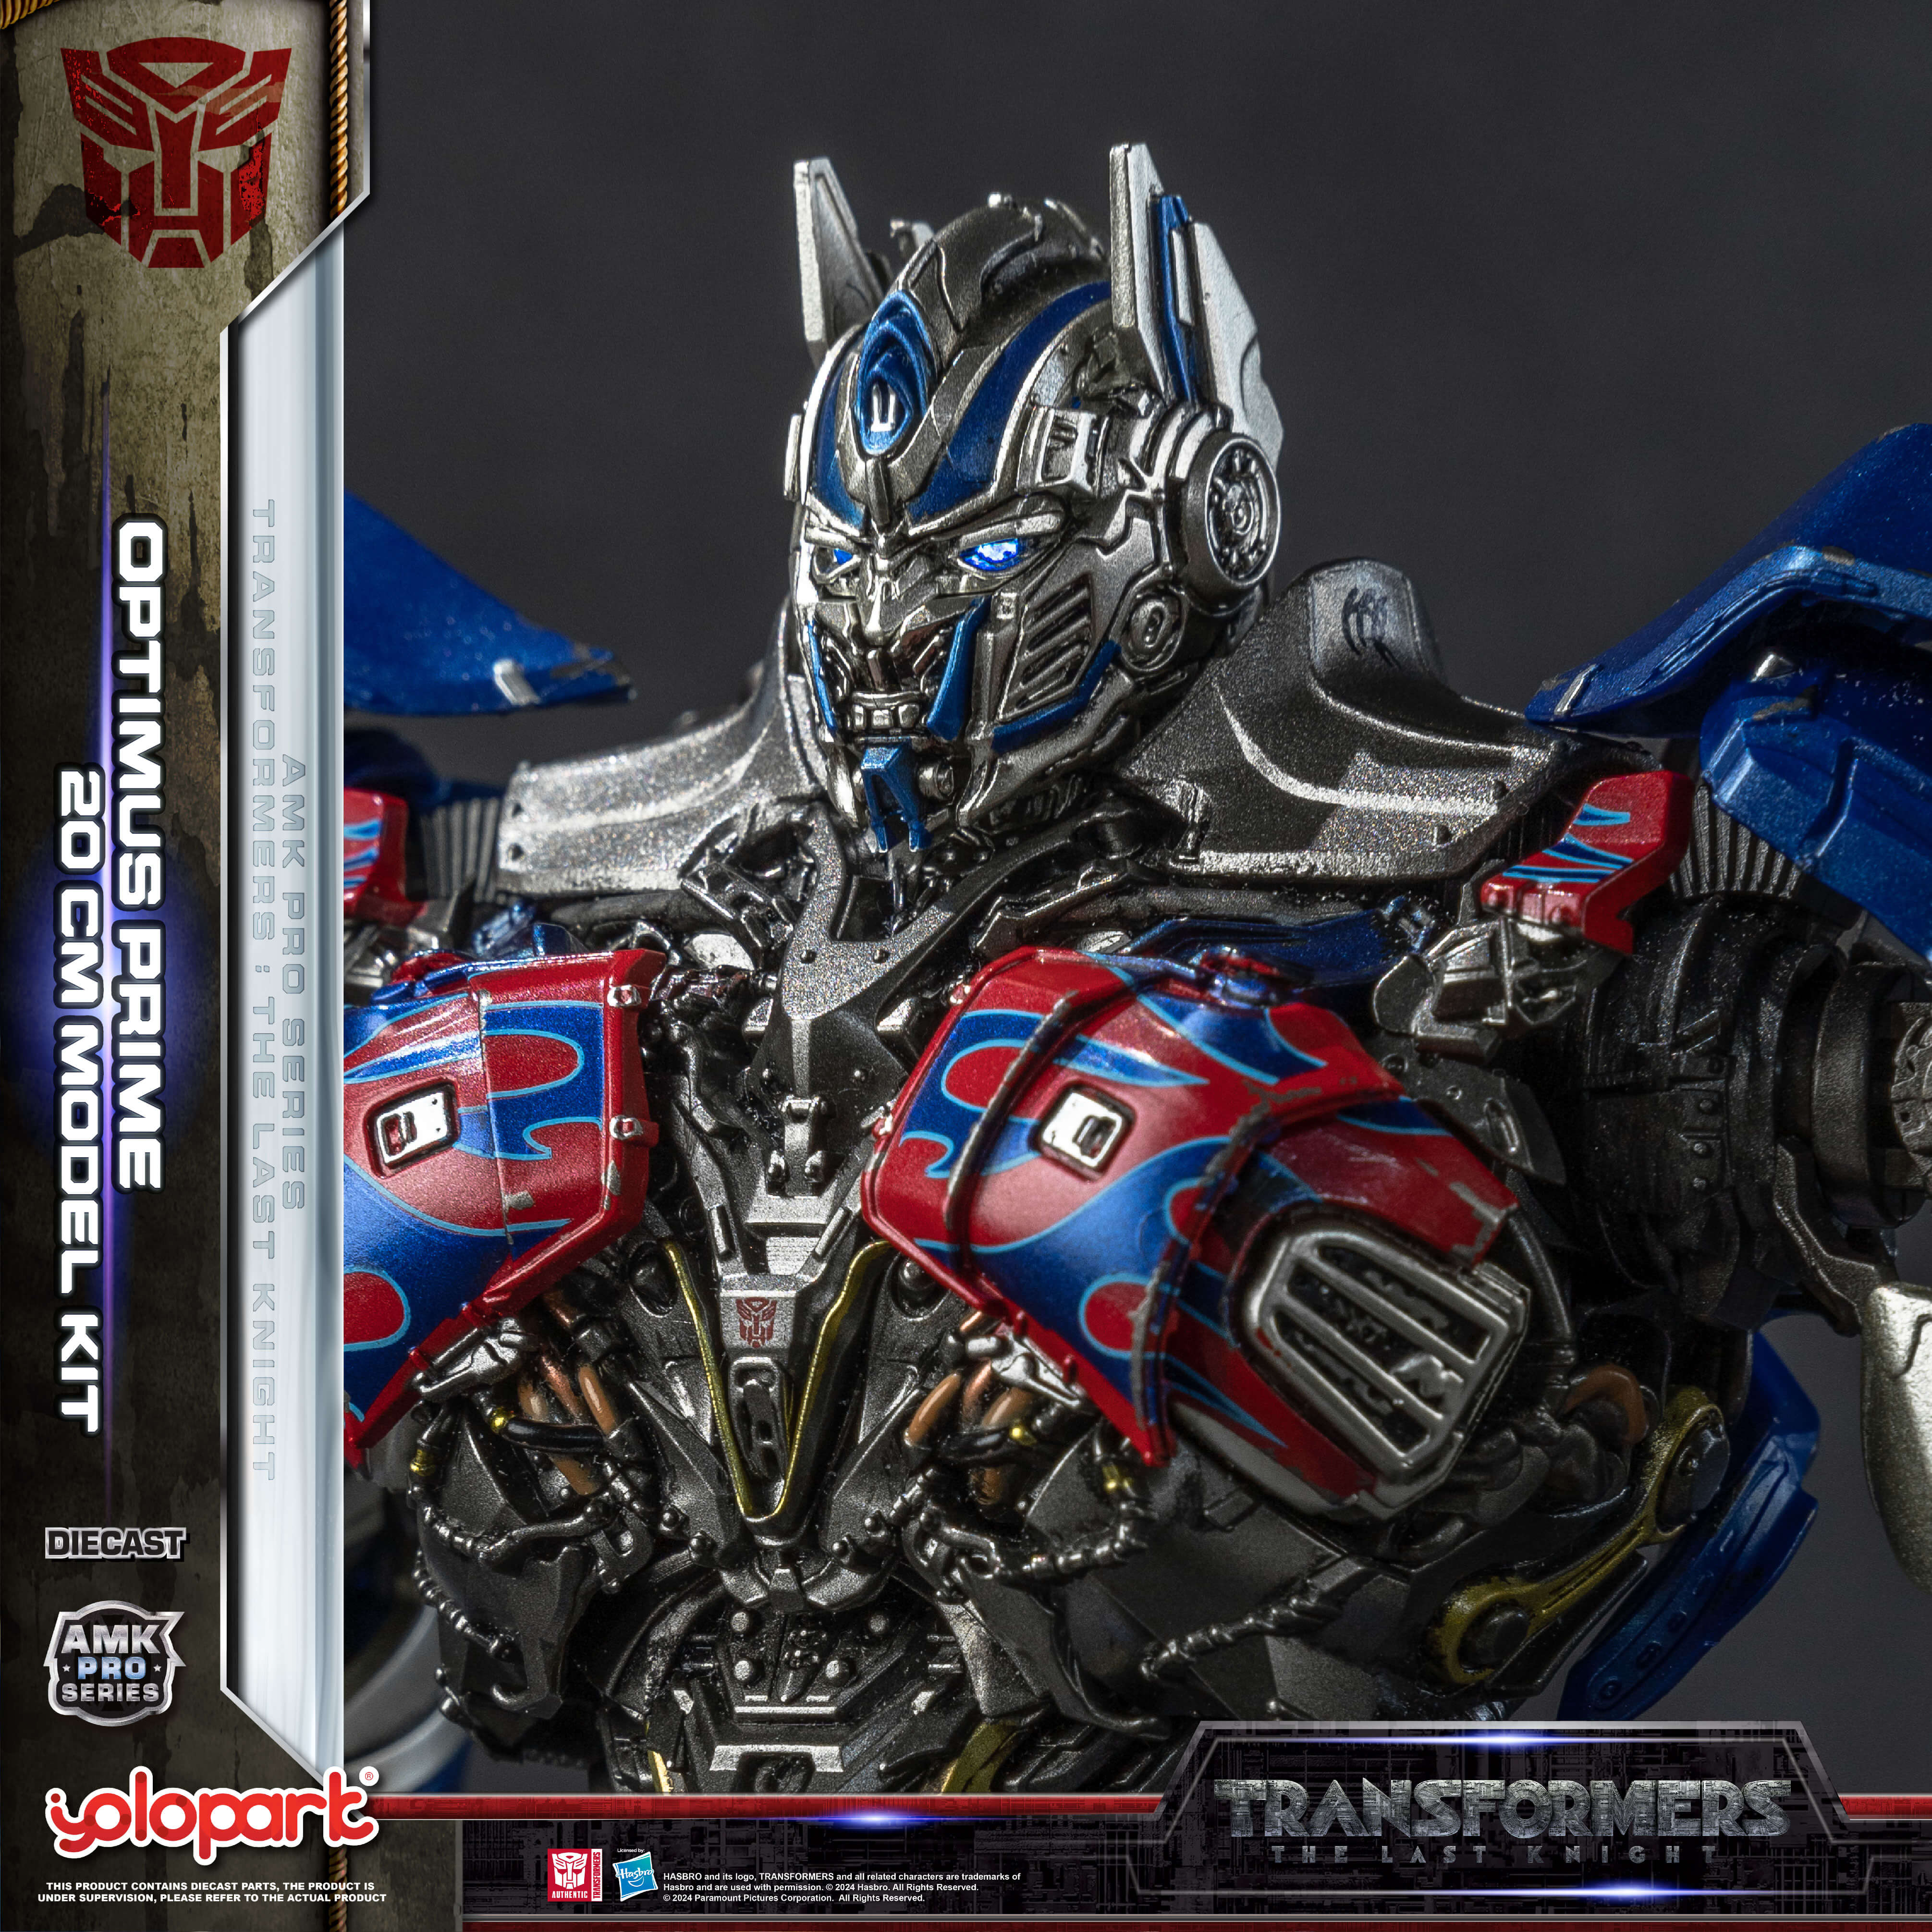 OPTIMUS PRIME
20 CM MODEL KIT
AMK PRO SERIES
TRANSFORMERS : THE LAST KNIGHT
DIECAST
AMK
PRO
SERIES
yolopart®
THIS PRODUCT CONTAINS DIECAST PARTS, THE PRODUCT IS
UNDER SUPERVISION, PLEASE REFER TO THE ACTUAL PRODUCT
AUTHENTIC
TRANSFORMERS
Licensed by:
Hasbro
HASBRO and its logo, TRANSFORMERS and all related characters are trademarks of
Hasbro and are used with permission. © 2024 Hasbro. All Rights Reserved.
© 2024 Paramount Pictures Corporation. All Rights Reserved.
TRANSFORMERS
THE LAST KNIGHT